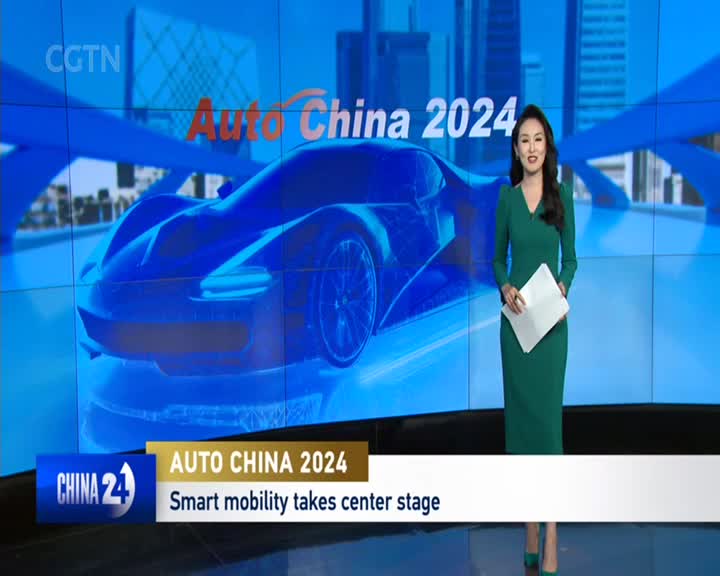 CGTN
Auto China 2024
AUTO CHINA 2024
CHINA 24
Smart mobility takes center stage